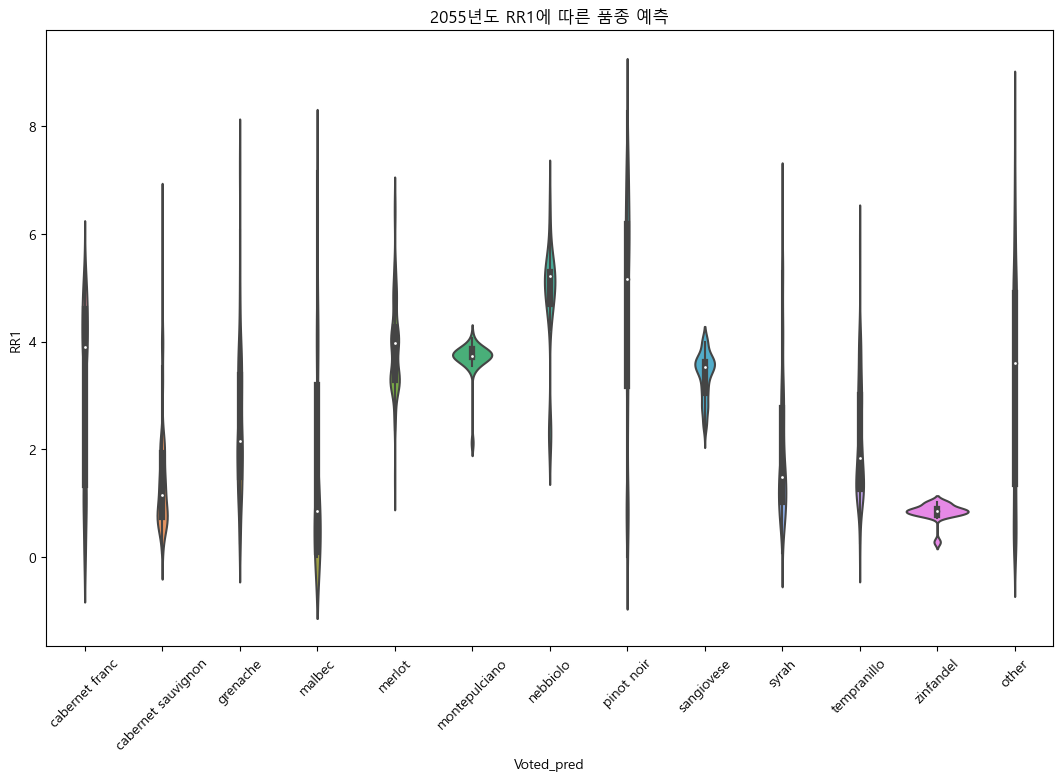 2055년도 RR1에 따른 품종 예측
RR1
8
6
4
2
0
cabernet franc
cabernet sauvignon
grenache
malbec
merlot
montepulciano
nebbiolo
pinot noir
sangiovese
syrah
tempranillo
zinfandel
other
Voted_pred